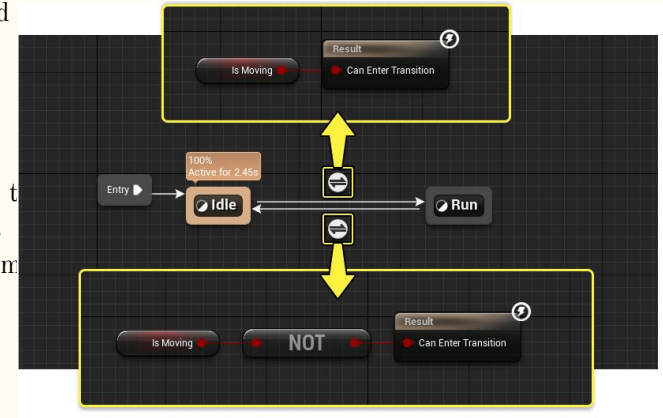 d
Result
Is Moving
Can Enter Transition
100%
Active for 2.45s
t
Entry
Idle
Run
m
Result
Is Moving
NOT
Can Enter Transition